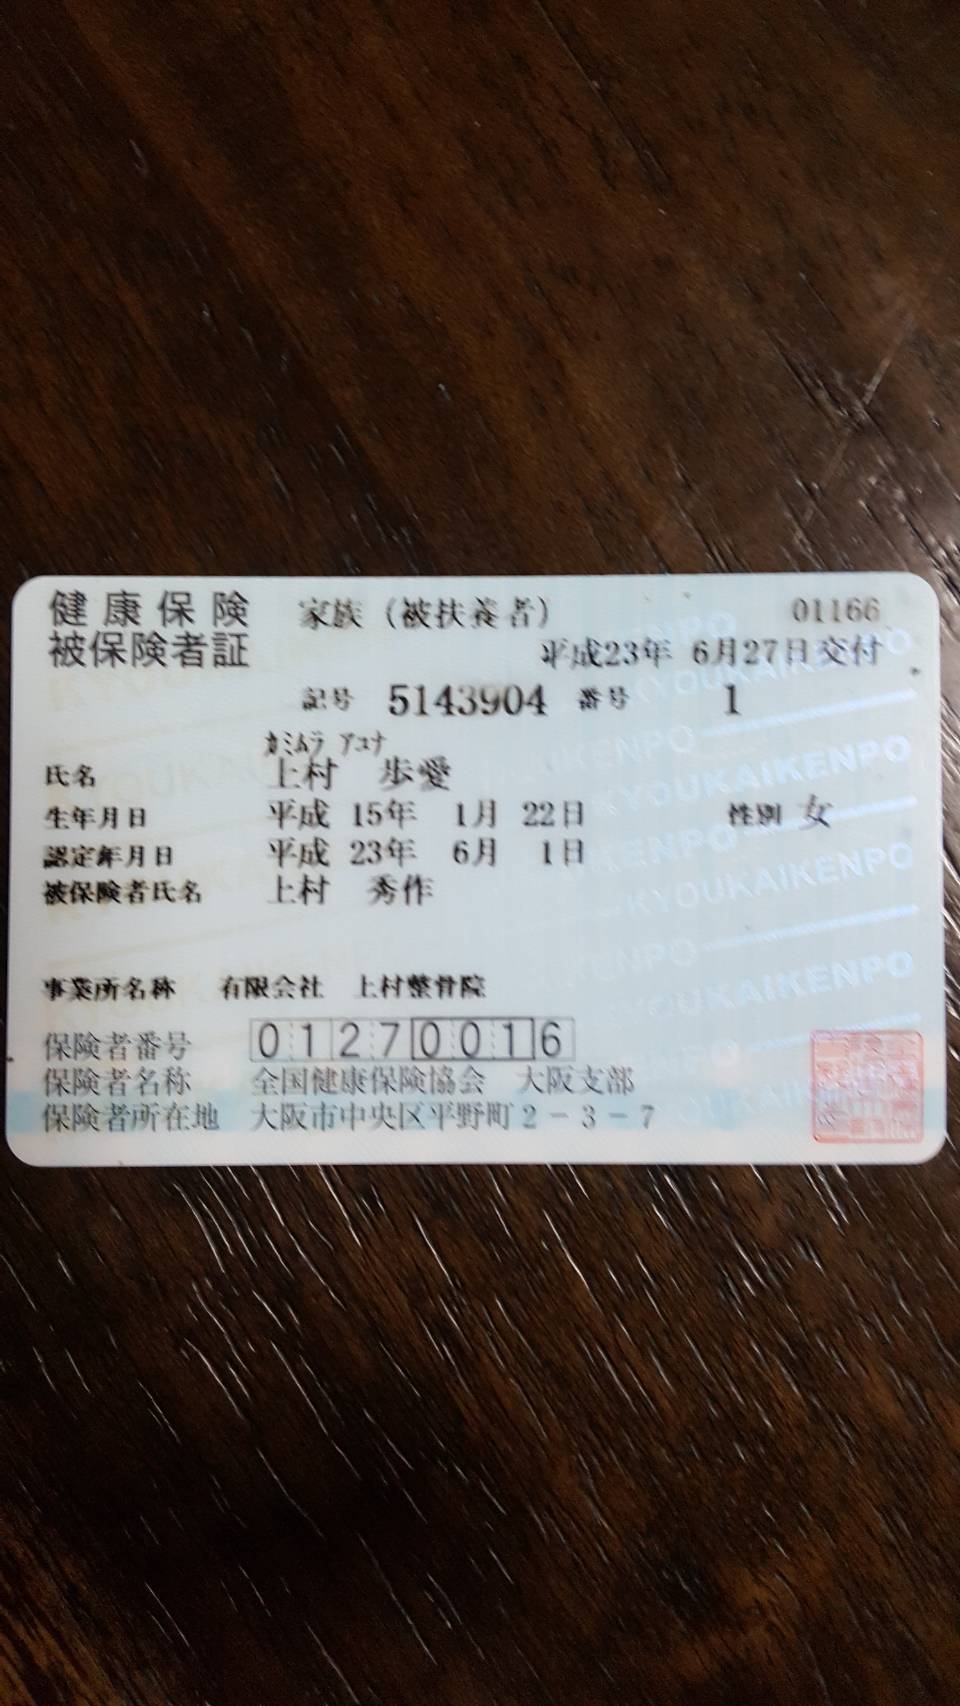 健康保険 家族（被扶養者） 01166
被保険者証 平成23年 6月27日交付
記号 5143904 番号 1
カミムラ アユナ
氏名 上村 歩愛
生年月日 平成 15年 1月 22日 性別 女
認定年月日 平成 23年 6月 1日
被保険者氏名 上村 秀作
事業所名称 有限会社 上村整骨院
保険者番号 01270016
保険者名称 全国健康保険協会 大阪支部
保険者所在地 大阪市中央区平野町2-3-7
KYOUKAIKENPO
KYOUKAIKENPO
KYOUKAIKENPO
KYOUKAIKENPO